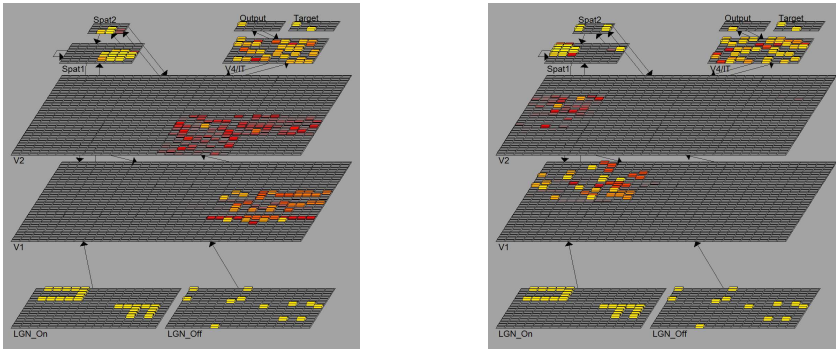 Spat2
Output
Target
Spat1
V4/IT
V2
V1
LGN_On
LGN_Off
Spat2
Output
Target
Spat1
V4/IT
V2
V1
LGN_On
LGN_Off